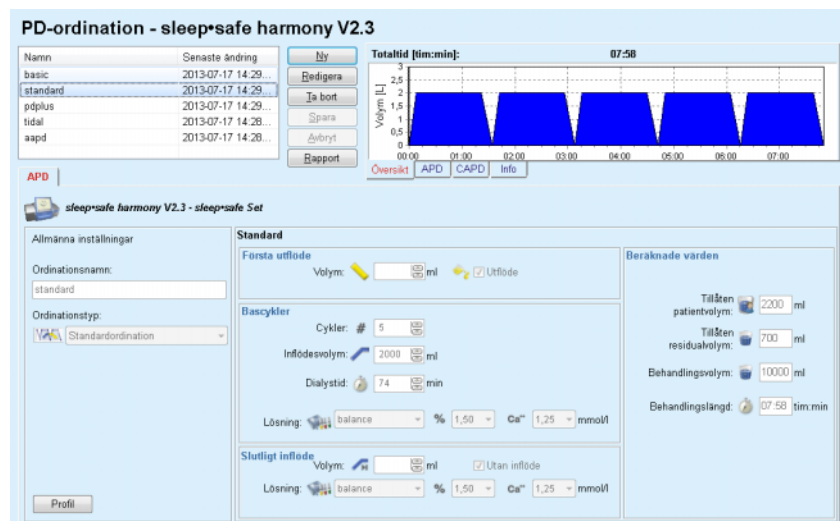 PD-ordination - sleep•safe harmony V2.3
Namn Senaste ändring
basic 2013-07-17 14:29...
standard 2013-07-17 14:29...
pdplus 2013-07-17 14:29...
tidal 2013-07-17 14:28...
aapd 2013-07-17 14:28...
Ny
Redigera
Ta bort
Spara
Avbryt
Rapport
Totaltid [tim:min]: 07:58
Volym [L]
3
2,5
2
1,5
1
0,5
0
00:00 01:00 02:00 03:00 04:00 05:00 06:00 07:00
Översikt APD CAPD Info
APD
sleep•safe harmony V2.3 - sleep•safe Set
Allmänna inställningar
Ordinationsnamn:
standard
Ordinationstyp:
Standardordination
Profil
Standard
Första utflöde
Volym: ml Utflöde
Bascykler
Cykler: # 5
Inflödesvolym: 2000 ml
Dialystid: 74 min
Lösning: balance % 1,50 Ca++ 1,25 mmol/l
Slutligt inflöde
Volym: ml Utan inflöde
Lösning: balance % 1,50 Ca++ 1,25 mmol/l
Beräknade värden
Tillåten
patientvolym: 2200 ml
Tillåten
residualvolym: 700 ml
Behandlingsvolym: 10000 ml
Behandlingslängd: 07:58 tim:min